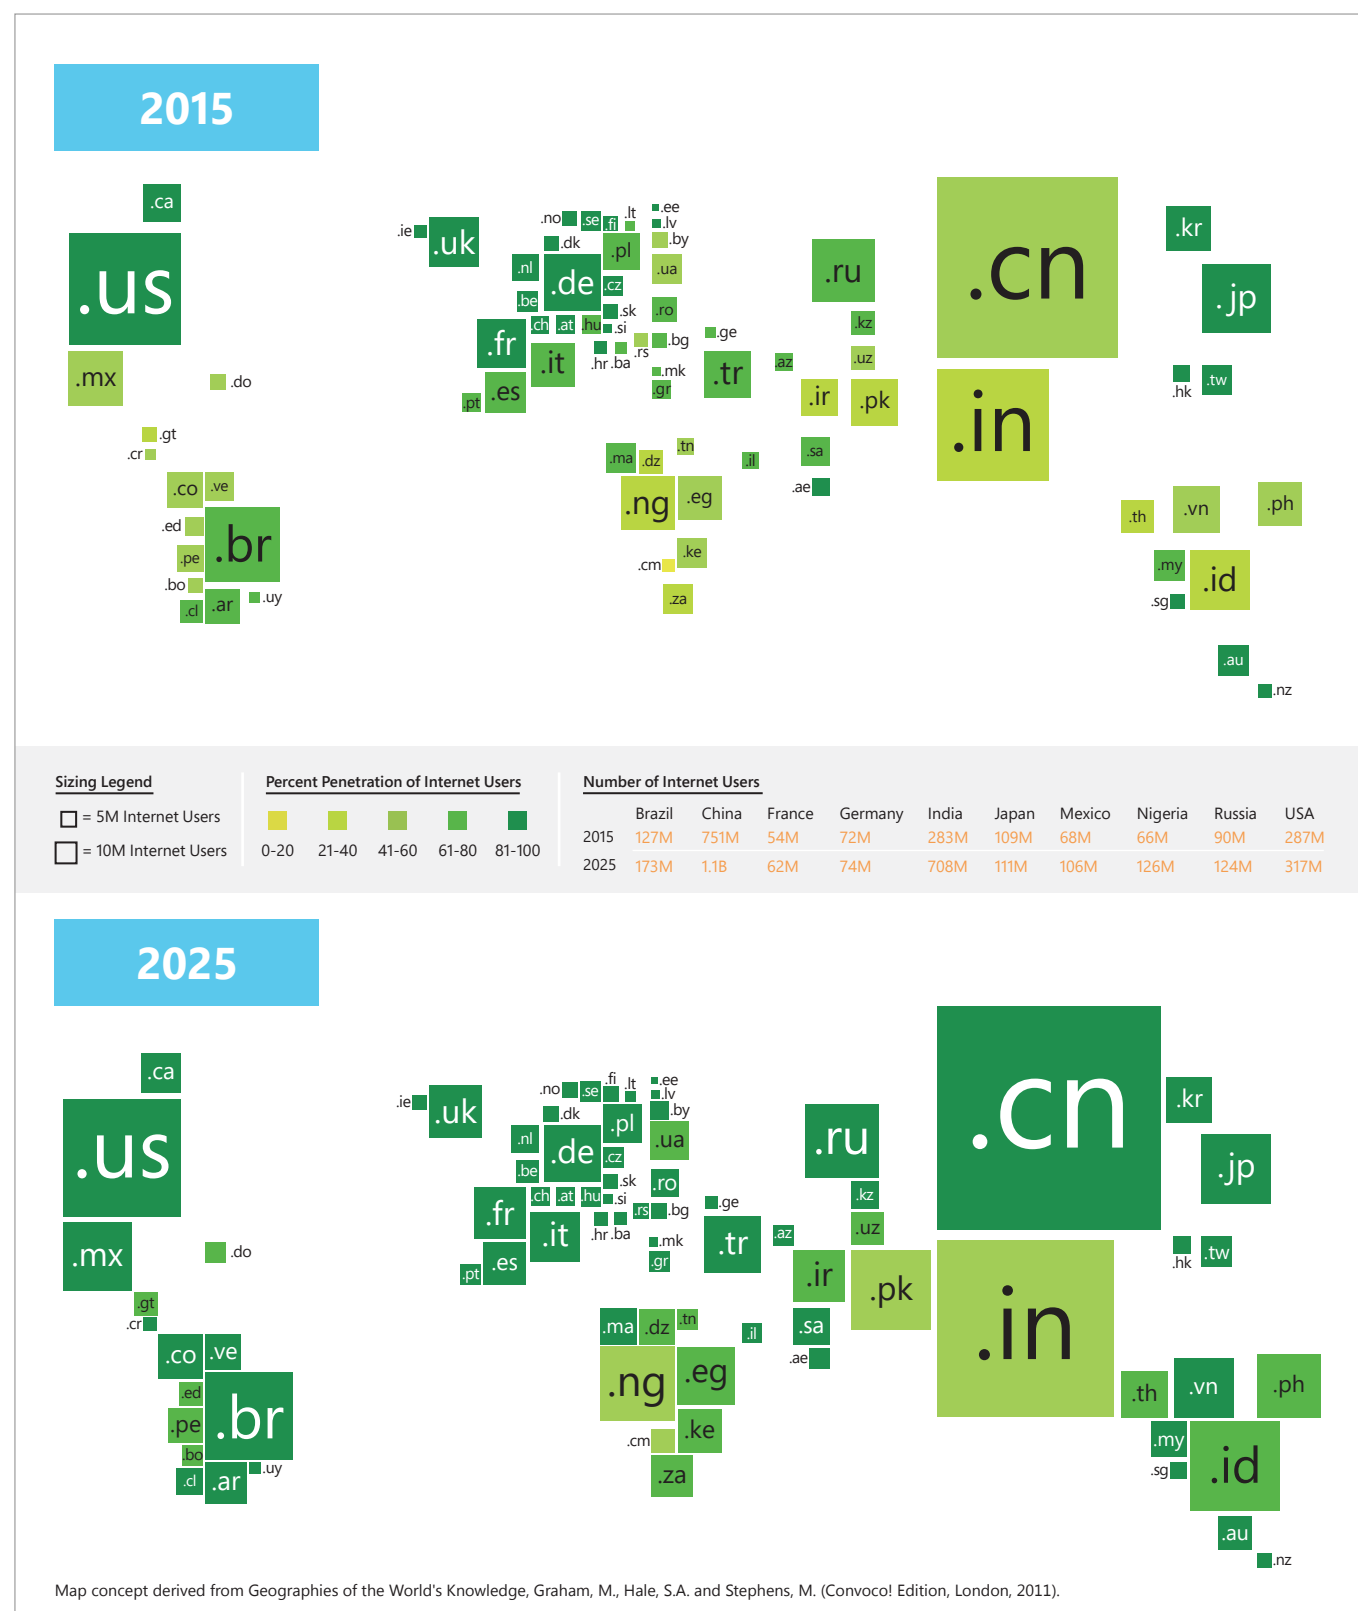 2015
.ca
.us
.mx
.do
.gt
.cr
.co
.ve
.ed
.br
.pe
.bo
.cl
.ar
.uy
.ie
.uk
.no
.se
.fi
.lt
.ee
.lv
.by
.dk
.pl
.nl
.de
.cz
.ua
.be
.sk
.ro
.ch
.at
.hu
.si
.fr
.it
.hr
.ba
.rs
.bg
.ge
.mk
.gr
.tr
.es
.pt
.az
.ru
.kz
.uz
.ir
.pk
.ma
.dz
.tn
.il
.sa
.ae
.ng
.eg
.ke
.cm
.za
.cn
.in
.kr
.jp
.hk
.tw
.th
.vn
.ph
.my
.sg
.id
.au
.nz
Sizing Legend
= 5M Internet Users
= 10M Internet Users
Percent Penetration of Internet Users
0-20 21-40 41-60 61-80 81-100
Number of Internet Users
Brazil China France Germany India Japan Mexico Nigeria Russia USA
2015 127M 751M 54M 72M 283M 109M 68M 66M 90M 287M
2025 173M 1.1B 62M 74M 708M 111M 106M 126M 124M 317M
2025
.ca
.us
.mx
.do
.gt
.cr
.co
.ve
.ed
.br
.pe
.bo
.cl
.ar
.uy
.ie
.uk
.no
.se
.fi
.lt
.ee
.lv
.by
.dk
.pl
.nl
.de
.cz
.ua
.be
.sk
.ro
.ch
.at
.hu
.si
.fr
.it
.hr
.ba
.rs
.bg
.ge
.mk
.gr
.tr
.es
.pt
.az
.ru
.kz
.uz
.ir
.pk
.ma
.dz
.tn
.il
.sa
.ae
.ng
.eg
.ke
.cm
.za
.cn
.in
.kr
.jp
.hk
.tw
.th
.vn
.ph
.my
.sg
.id
.au
.nz
Map concept derived from Geographies of the World's Knowledge, Graham, M., Hale, S.A. and Stephens, M. (Convoco! Edition, London, 2011).